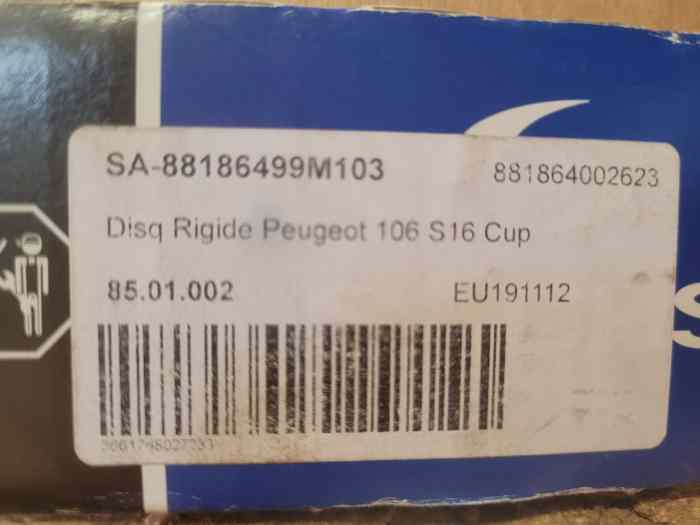 SA-88186499M103 881864002623
Disq Rigide Peugeot 106 S16 Cup
85.01.002 EU191112
S